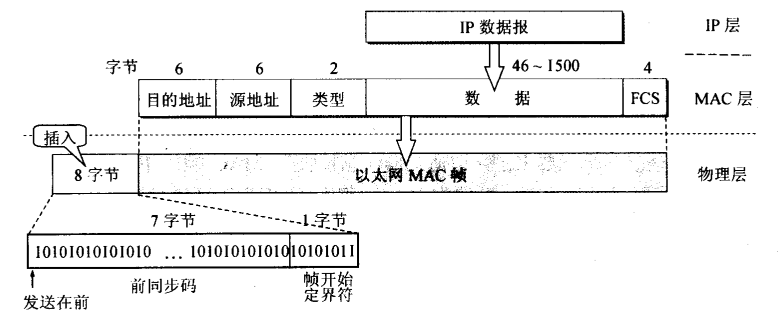 IP 数据报
IP 层
字节 6 6 2 46~1500 4
目的地址 源地址 类型 数 据 FCS
MAC 层
插入
8 字节 以太网 MAC 帧
物理层
7 字节 1 字节
10101010101010 … 10101010101010101011
前同步码 帧开始
定界符
发送在前